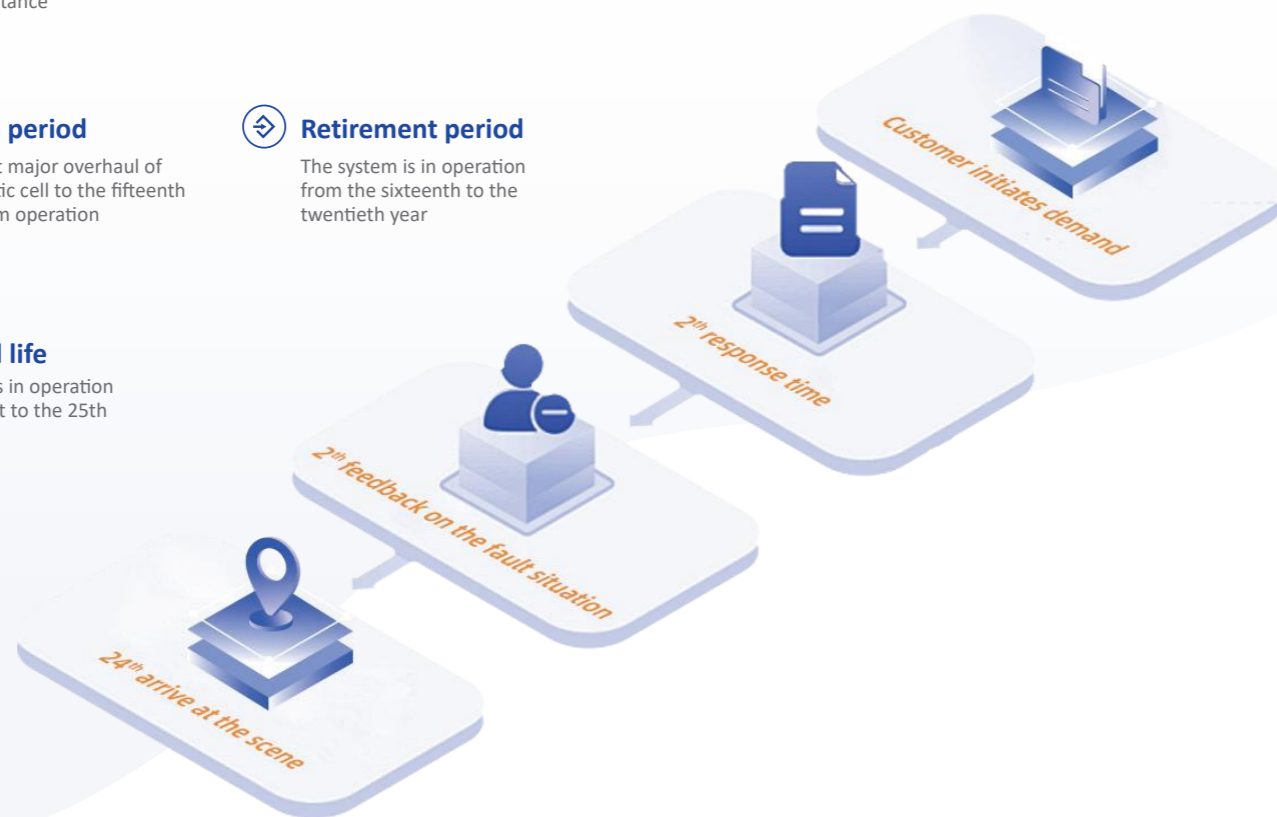 tance
period
t major overhaul of
tic cell to the fifteenth
m operation
Retirement period
The system is in operation
from the sixteenth to the
twentieth year
l life
s in operation
t to the 25th
Customer initiates demand
2th response time
2th feedback on the fault situation
24th arrive at the scene